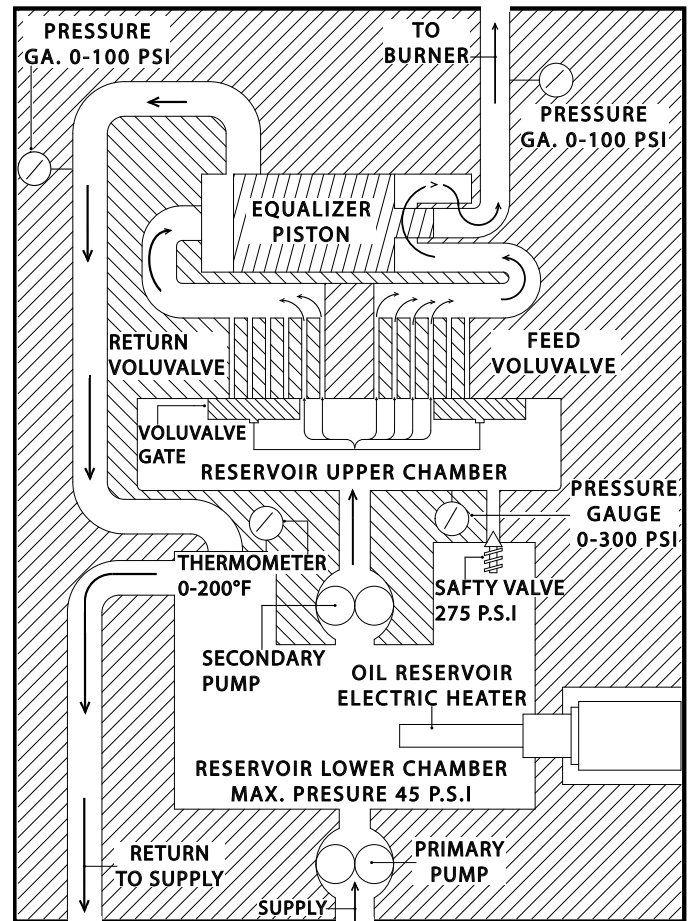 PRESSURE
GA. 0-100 PSI
TO
BURNER
PRESSURE
GA. 0-100 PSI
EQUALIZER
PISTON
RETURN
VOLUVALVE
FEED
VOLUVALVE
VOLUVALVE
GATE
RESERVOIR UPPER CHAMBER
PRESSURE
GAUGE
0-300 PSI
THERMOMETER
0-200°F
SAFTY VALVE
275 P.S.I
SECONDARY
PUMP
OIL RESERVOIR
ELECTRIC HEATER
RESERVOIR LOWER CHAMBER
MAX. PRESURE 45 P.S.I
RETURN
TO SUPPLY
PRIMARY
PUMP
SUPPLY